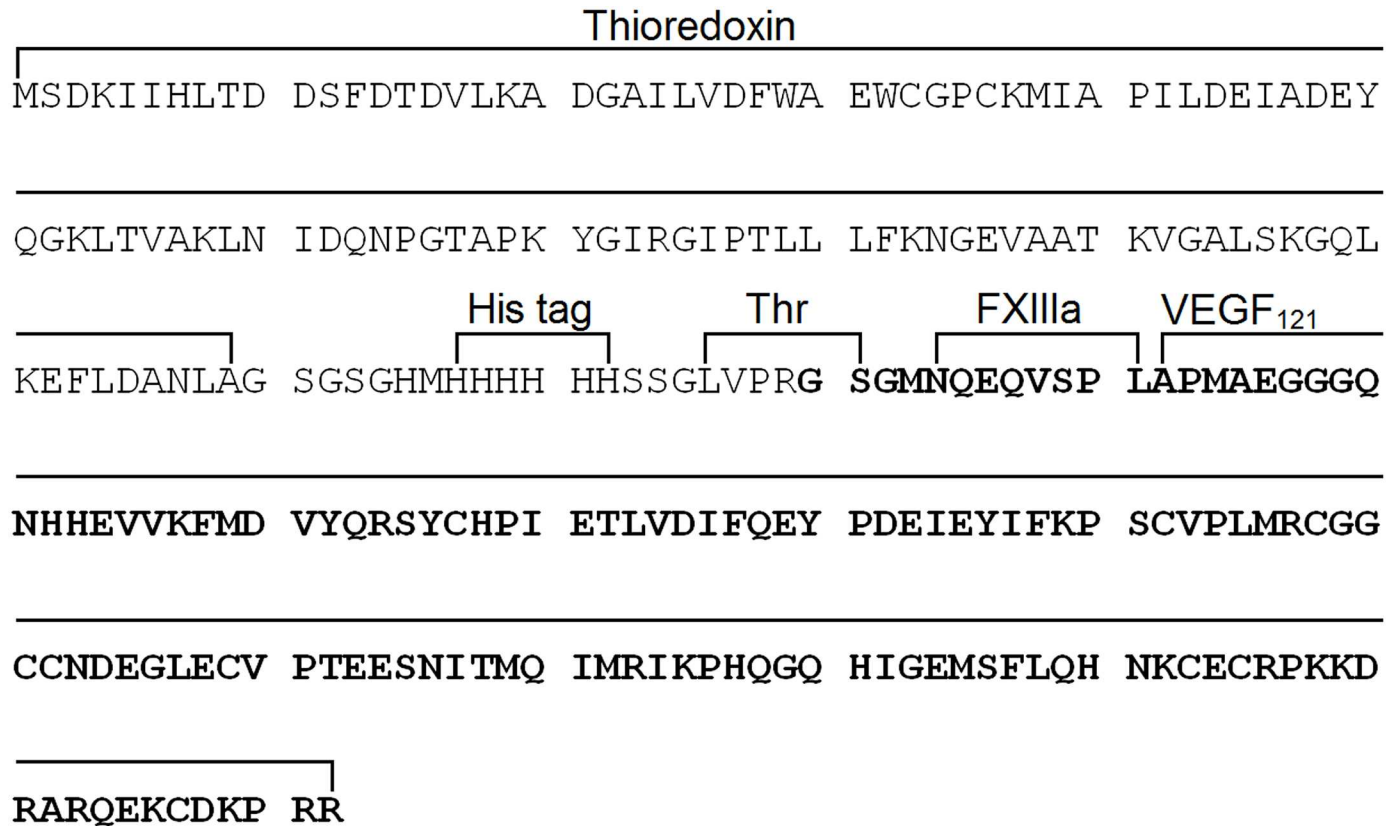 Thioredoxin
MSDKIIHLTD DSFDTDVLKA DGAILVDFWA EWCGPCKMIA PILDEIADEY
QGKLTVAKLN IDQNPGTAPK YGIRGIPTLL LFKNGEVAAT KVGALSKGQL
His tag Thr FXIIIa VEGF₁₂₁
KEFLDANLAG SGSGHMHHHH HHSSGLVPRG SGMNQEQVSP LAPMAEGGGQ
NHHEVVKFMD VYQRSYCHPI ETLVDIFQEY PDEIEYIFKP SCVPLMRCGG
CCNDEGLECV PTEESNITMQ IMRIKPHQGQ HIGEMSFLQH NKCECRPKKD
RARQEKCDKP RR